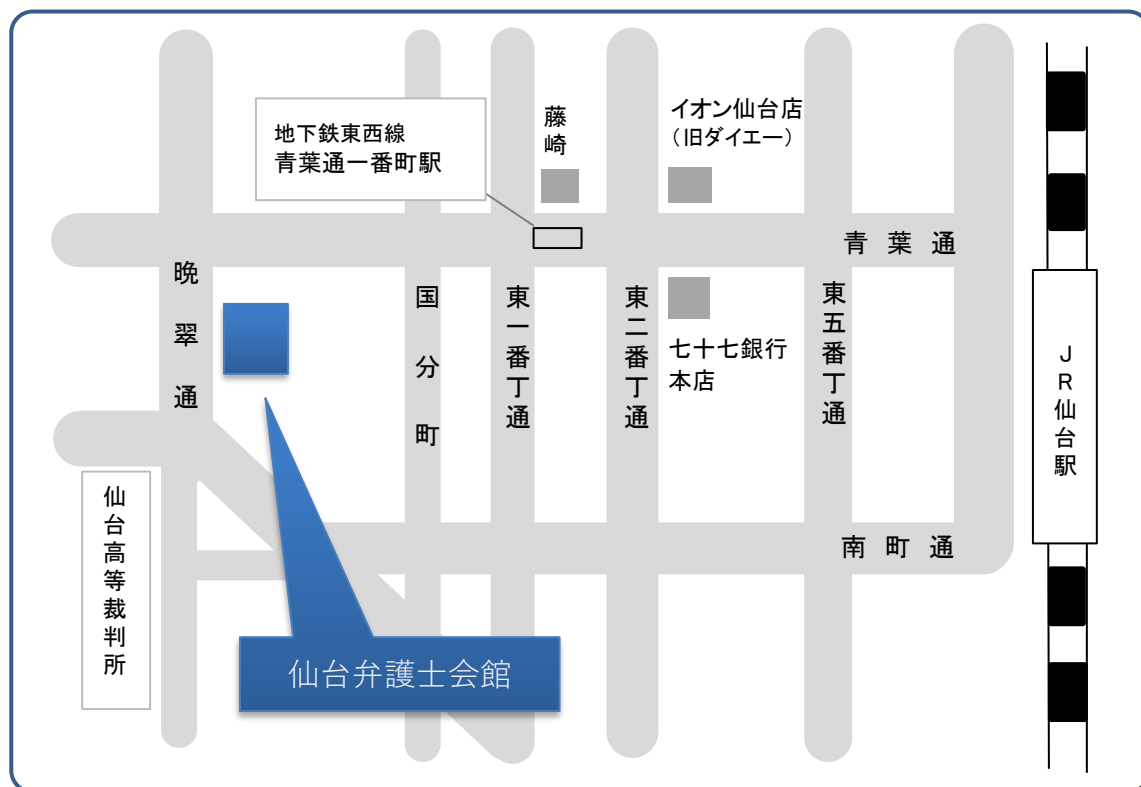 地下鉄東西線
青葉通一番町駅
藤崎
イオン仙台店
（旧ダイエー）
青葉通
晩翠通
国分町
東一番丁通
東二番丁通
七十七銀行
本店
東五番丁通
ＪＲ仙台駅
仙台高等裁判所
南町通
仙台弁護士会館